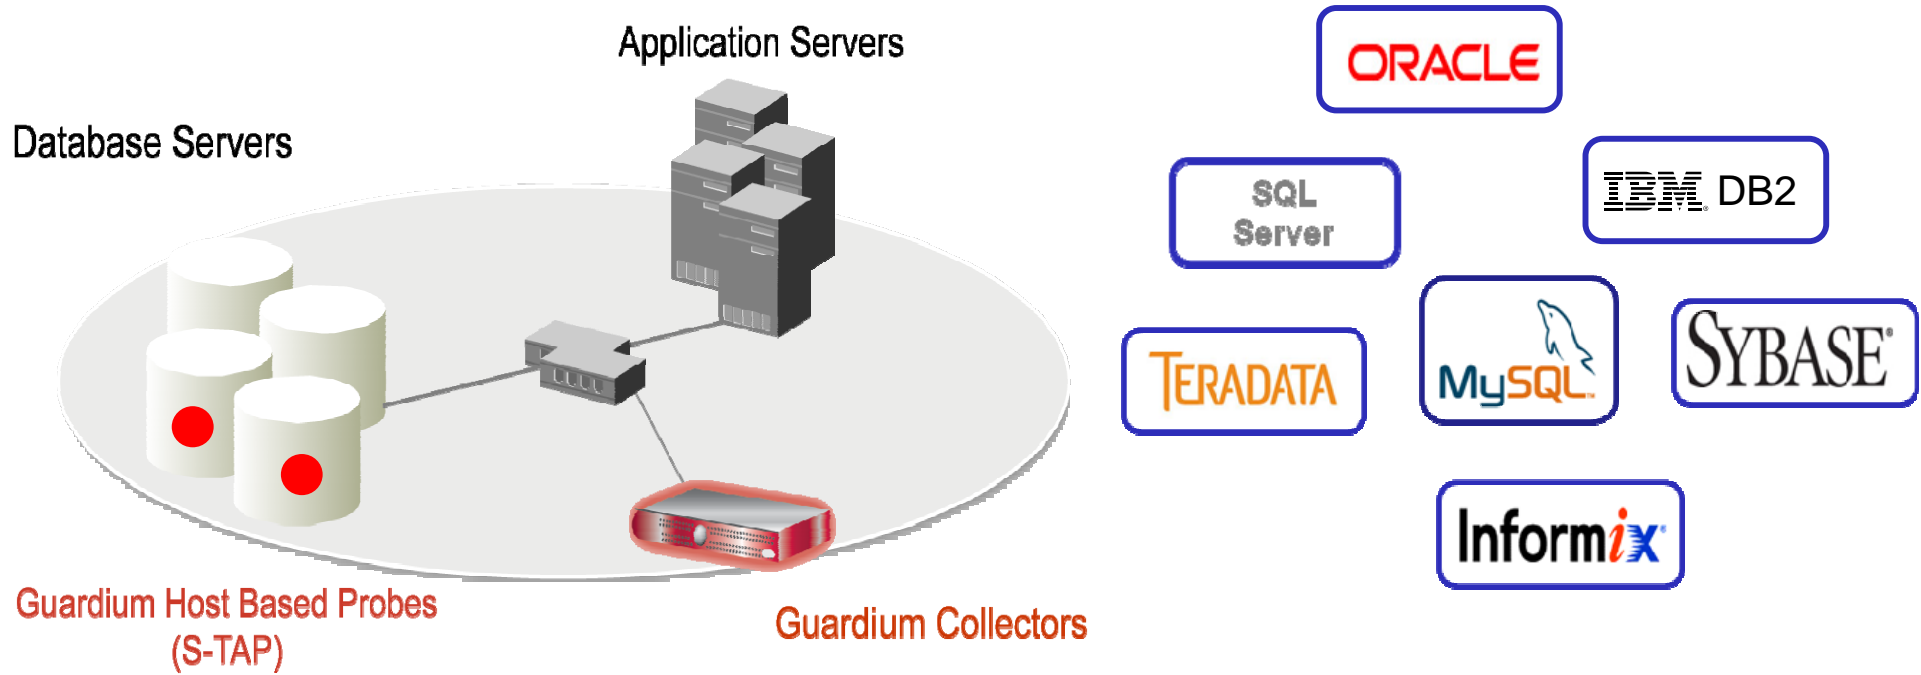 Application Servers
Database Servers
Guardium Host Based Probes
(S-TAP)
Guardium Collectors
ORACLE
IBM® DB2
SQL
Server
MySQL™
SYBASE®
TERADATA
Informix®